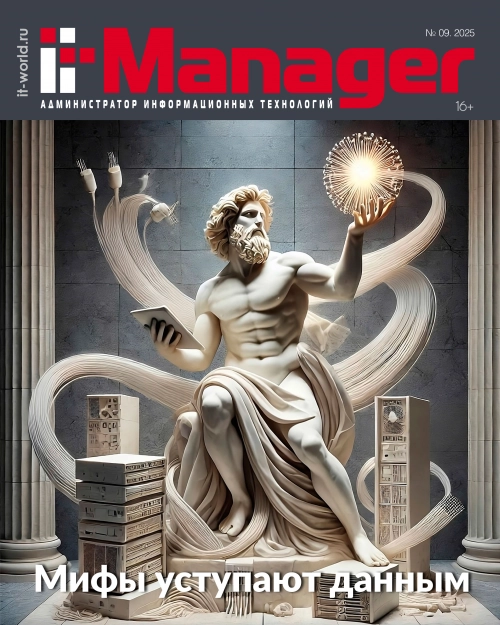 it-world.ru
№ 09. 2025
it Manager
АДМИНИСТРАТОР ИНФОРМАЦИОННЫХ ТЕХНОЛОГИЙ
16+
Мифы уступают данным